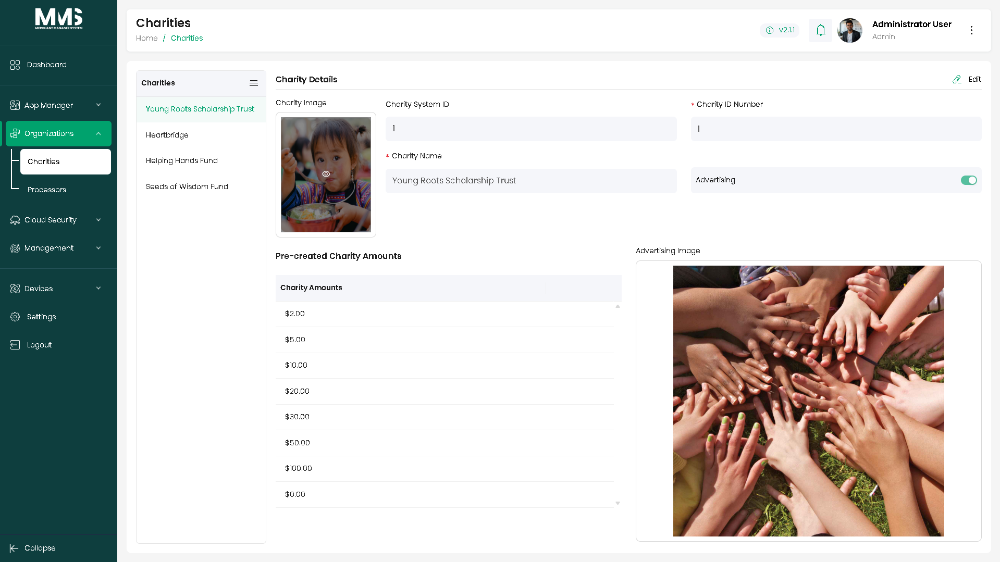 MMS
MERCHANT MANAGER SYSTEM
Dashboard
App Manager
Organizations
Charities
Processors
Cloud Security
Management
Devices
Settings
Logout
Collapse
Charities
Home / Charities
V2.1.1
Administrator User
Admin
Charities
Young Roots Scholarship Trust
Heartbridge
Helping Hands Fund
Seeds of Wisdom Fund
Charity Details
Edit
Charity Image
Charity System ID
1
* Charity ID Number
1
* Charity Name
Young Roots Scholarship Trust
Advertising
Pre-created Charity Amounts
Charity Amounts
$2.00
$5.00
$10.00
$20.00
$30.00
$50.00
$100.00
$0.00
Advertising Image